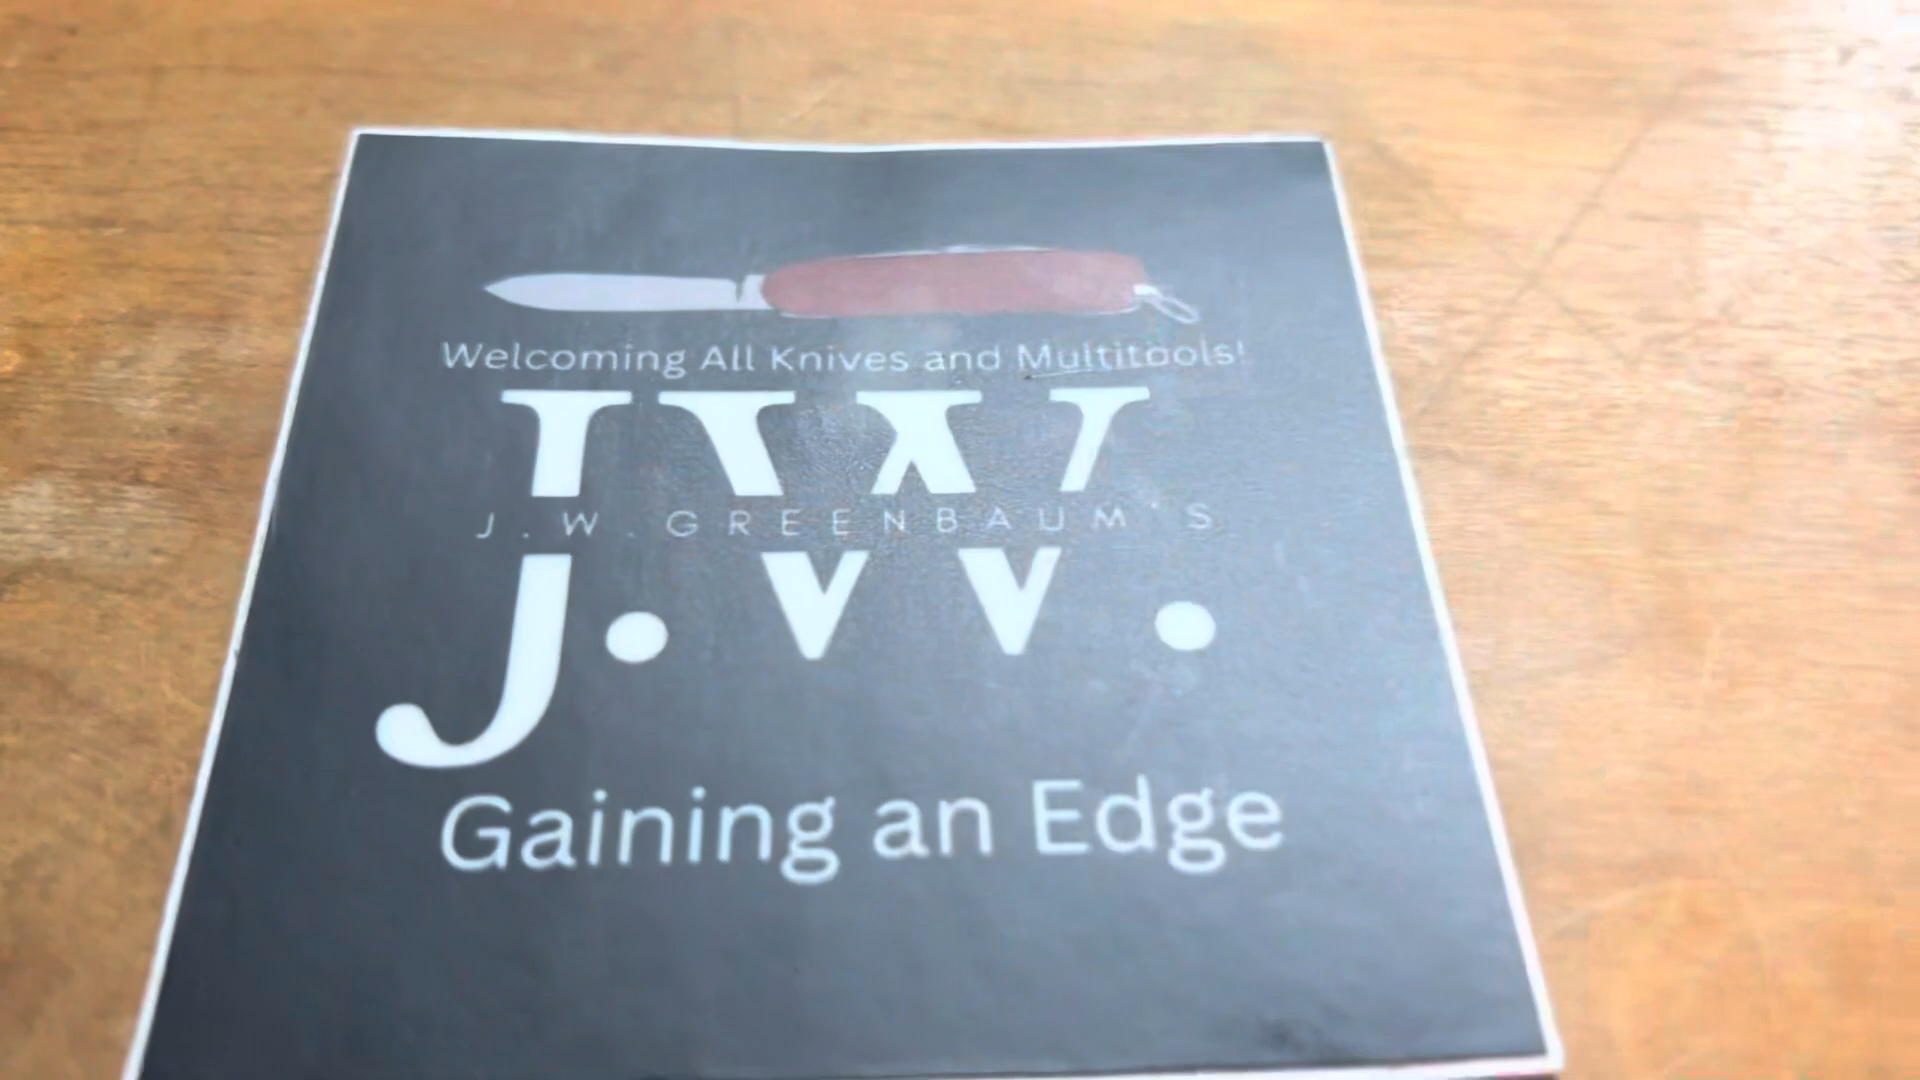 Welcoming All Knives and Multitools!
J.W.
J.W.GREENBAUM'S
Gaining an Edge